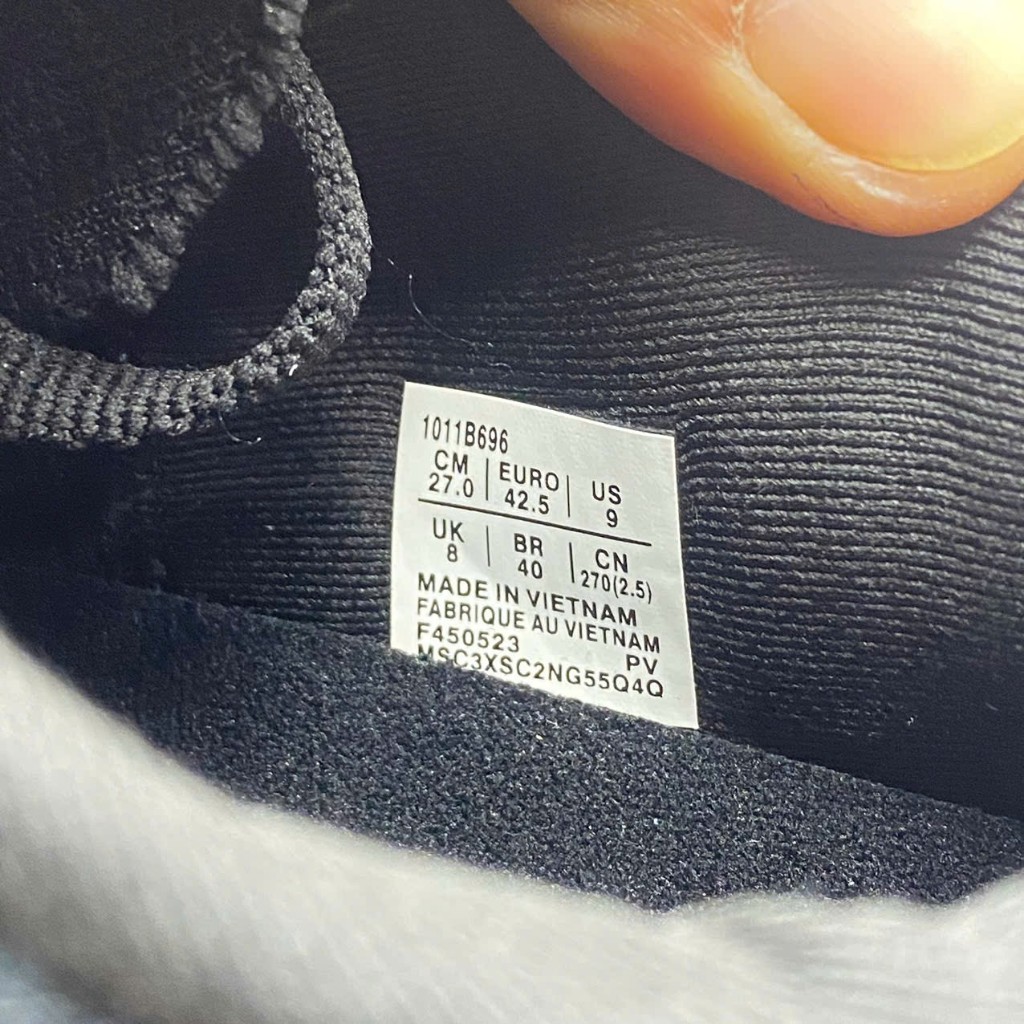 1011B696
CM | EURO | US
27.0 | 42.5 | 9
UK | BR | CN
8 | 40 | 270(2.5)
MADE IN VIETNAM
FABRIQUE AU VIETNAM
F450523 PV
MSC3XSC2NG55Q4Q